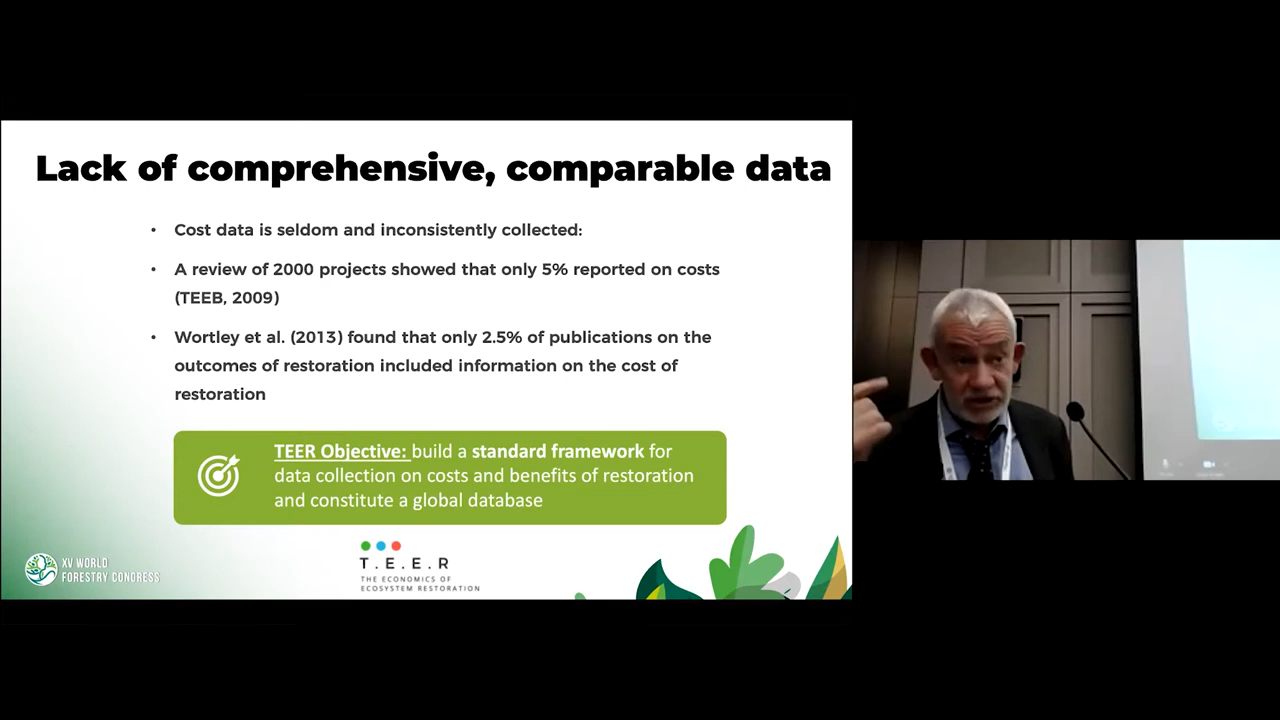 Lack of comprehensive, comparable data
• Cost data is seldom and inconsistently collected:
• A review of 2000 projects showed that only 5% reported on costs
(TEEB, 2009)
• Wortley et al. (2013) found that only 2.5% of publications on the
outcomes of restoration included information on the cost of
restoration
TEER Objective: build a standard framework for
data collection on costs and benefits of restoration
and constitute a global database
XV WORLD
FORESTRY CONGRESS
T.E.E.R
THE ECONOMICS OF
ECOSYSTEM RESTORATION